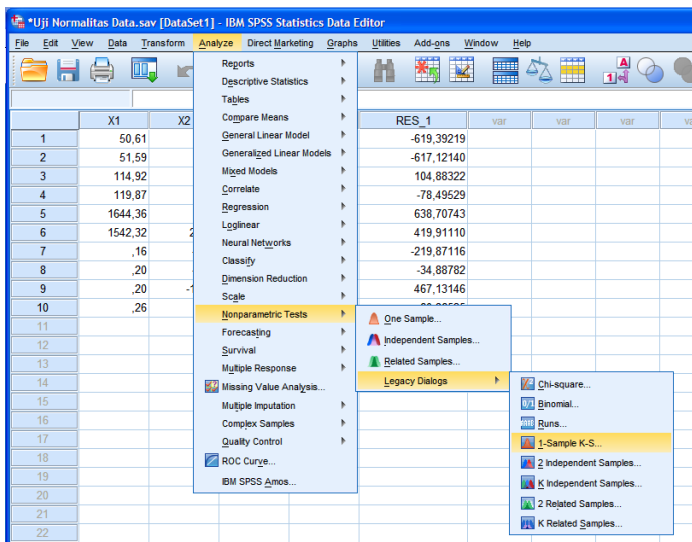 *Uji Normalitas Data.sav [DataSet1] - IBM SPSS Statistics Data Editor
File Edit View Data Transform Analyze Direct Marketing Graphs Utilities Add-ons Window Help
X1 X2 RES_1 var var var
1 50,61 -619,39219
2 51,59 -617,12140
3 114,92 104,88322
4 119,87 -78,49529
5 1644,36 638,70743
6 1542,32 2 419,91110
7 ,16 -219,87116
8 ,20 -34,88782
9 ,20 -1 467,13146
10 ,26
11
12
13
14
15
16
17
18
19
20
21
22
Reports
Descriptive Statistics
Tables
Compare Means
General Linear Model
Generalized Linear Models
Mixed Models
Correlate
Regression
Loglinear
Neural Networks
Classify
Dimension Reduction
Scale
Nonparametric Tests
Forecasting
Survival
Multiple Response
Missing Value Analysis...
Multiple Imputation
Complex Samples
Quality Control
ROC Curve...
IBM SPSS Amos...
One Sample...
Independent Samples...
Related Samples...
Legacy Dialogs
Chi-square...
Binomial...
Runs...
1-Sample K-S...
2 Independent Samples...
K Independent Samples...
2 Related Samples...
K Related Samples...